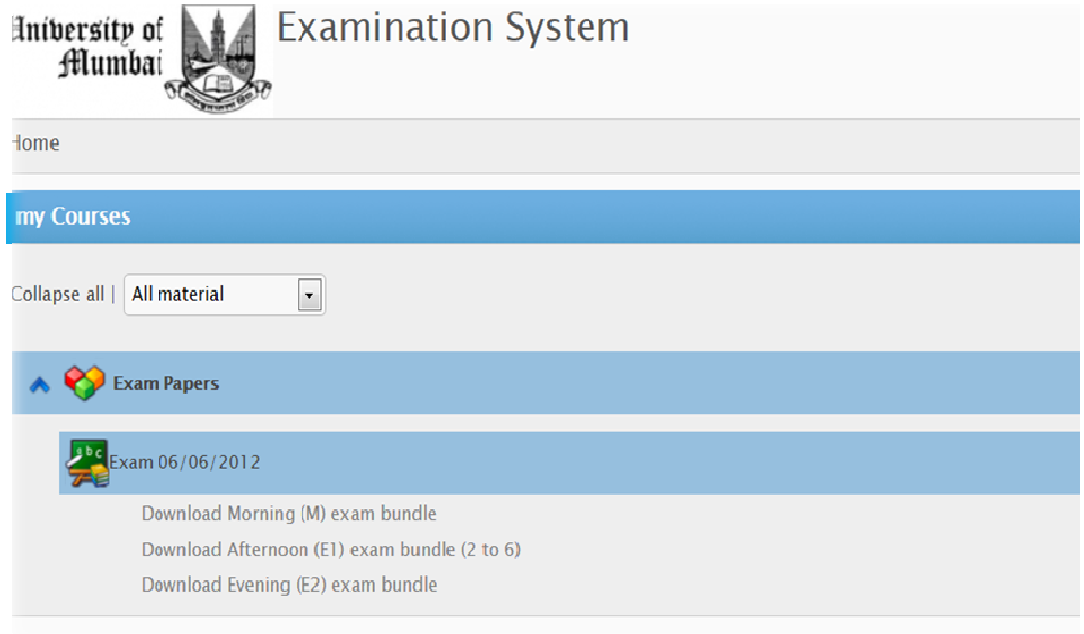 University of
Mumbai
Examination System
Home
my Courses
Collapse all |
All material
Exam Papers
abc
Exam 06/06/2012
Download Morning (M) exam bundle
Download Afternoon (E1) exam bundle (2 to 6)
Download Evening (E2) exam bundle